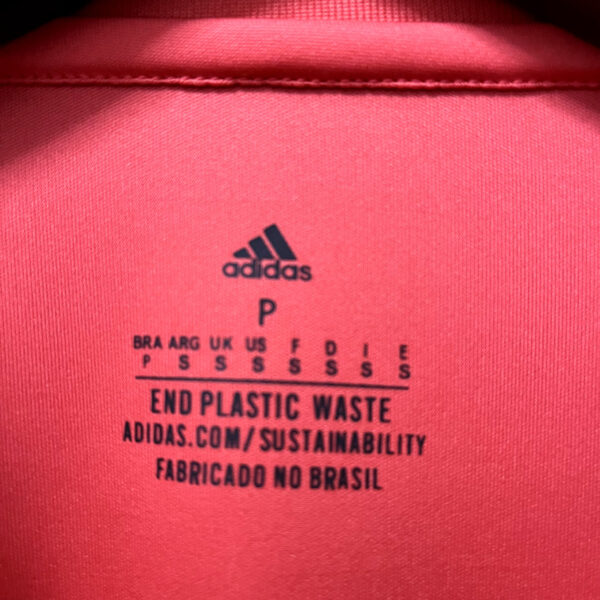 adidas
P
BRA ARG UK US F D I E
P S S S S S S S
END PLASTIC WASTE
ADIDAS.COM/SUSTAINABILITY
FABRICADO NO BRASIL